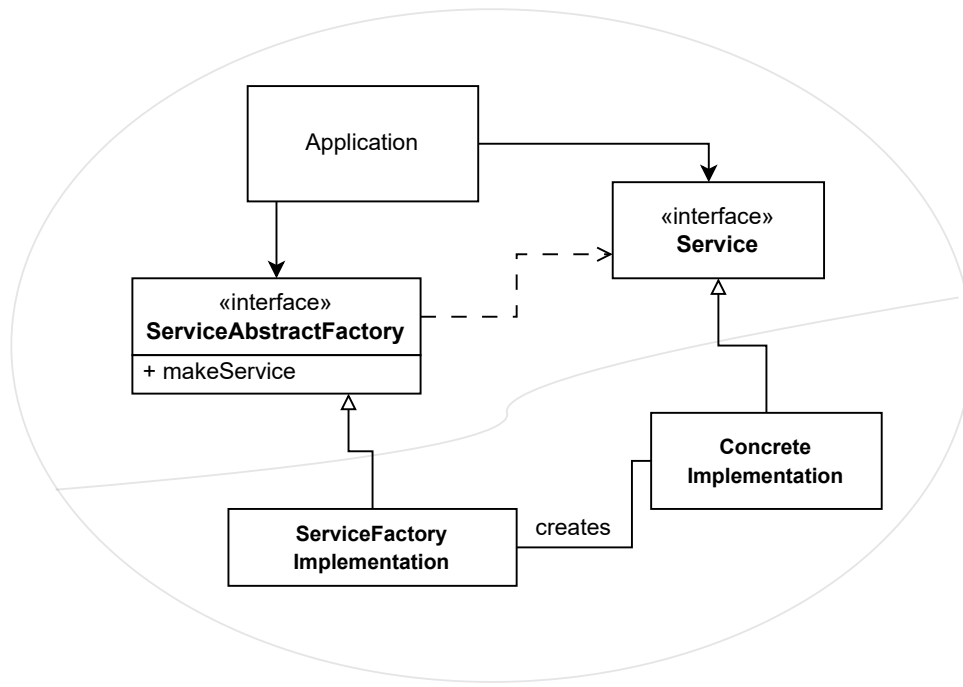 Application
«interface»
Service
«interface»
ServiceAbstractFactory
+ makeService
Concrete
Implementation
ServiceFactory
Implementation
creates